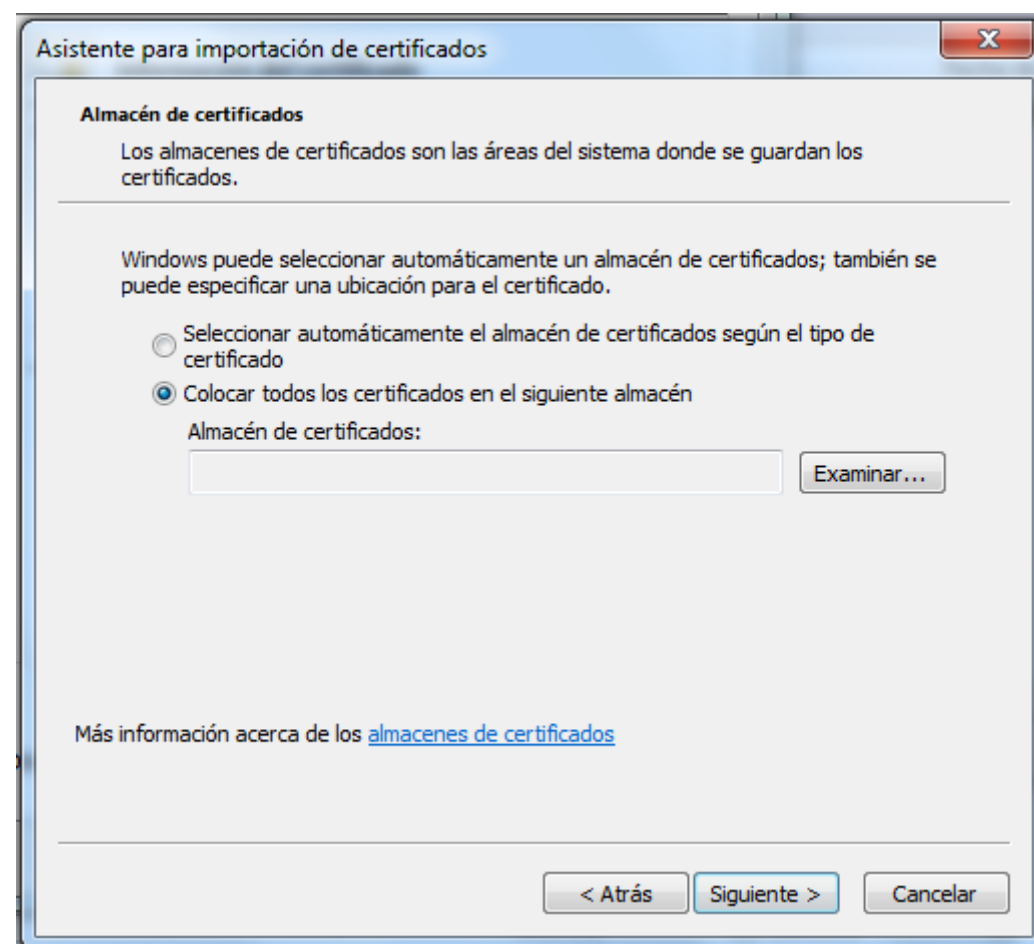 Asistente para importación de certificados
Almacén de certificados
Los almacenes de certificados son las áreas del sistema donde se guardan los
certificados.
Windows puede seleccionar automáticamente un almacén de certificados; también se
puede especificar una ubicación para el certificado.
Seleccionar automáticamente el almacén de certificados según el tipo de
certificado
Colocar todos los certificados en el siguiente almacén
Almacén de certificados:
Examinar...
Más información acerca de los almacenes de certificados
< Atrás Siguiente > Cancelar